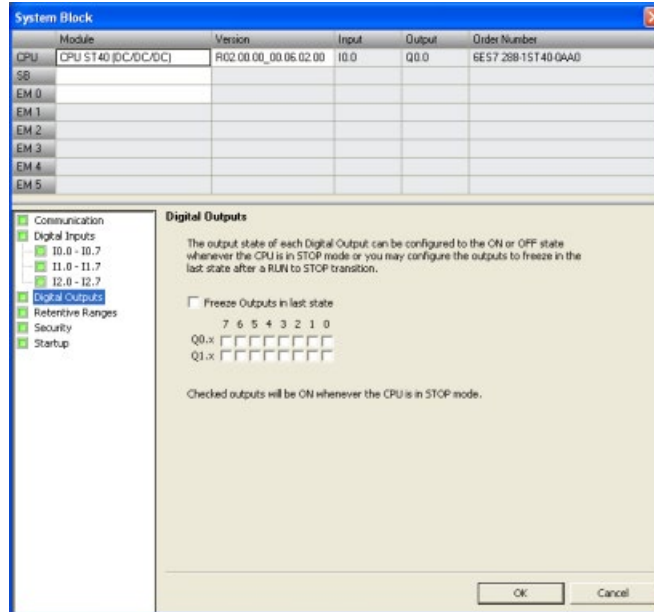 System Block
Module Version Input Output Order Number
CPU CPU ST40 (DC/DC/DC) R02.00.00_00.06.02.00 I0.0 Q0.0 6ES7 288-1ST40-0AA0
SB
EM 0
EM 1
EM 2
EM 3
EM 4
EM 5
Communication
Digital Inputs
I0.0 - I0.7
I1.0 - I1.7
I2.0 - I2.7
Digital Outputs
Retentive Ranges
Security
Startup
Digital Outputs
The output state of each Digital Output can be configured to the ON or OFF state
whenever the CPU is in STOP mode or you may configure the outputs to freeze in the
last state after a RUN to STOP transition.
Freeze Outputs in last state
7 6 5 4 3 2 1 0
Q0.x
Q1.x
Checked outputs will be ON whenever the CPU is in STOP mode.
OK Cancel